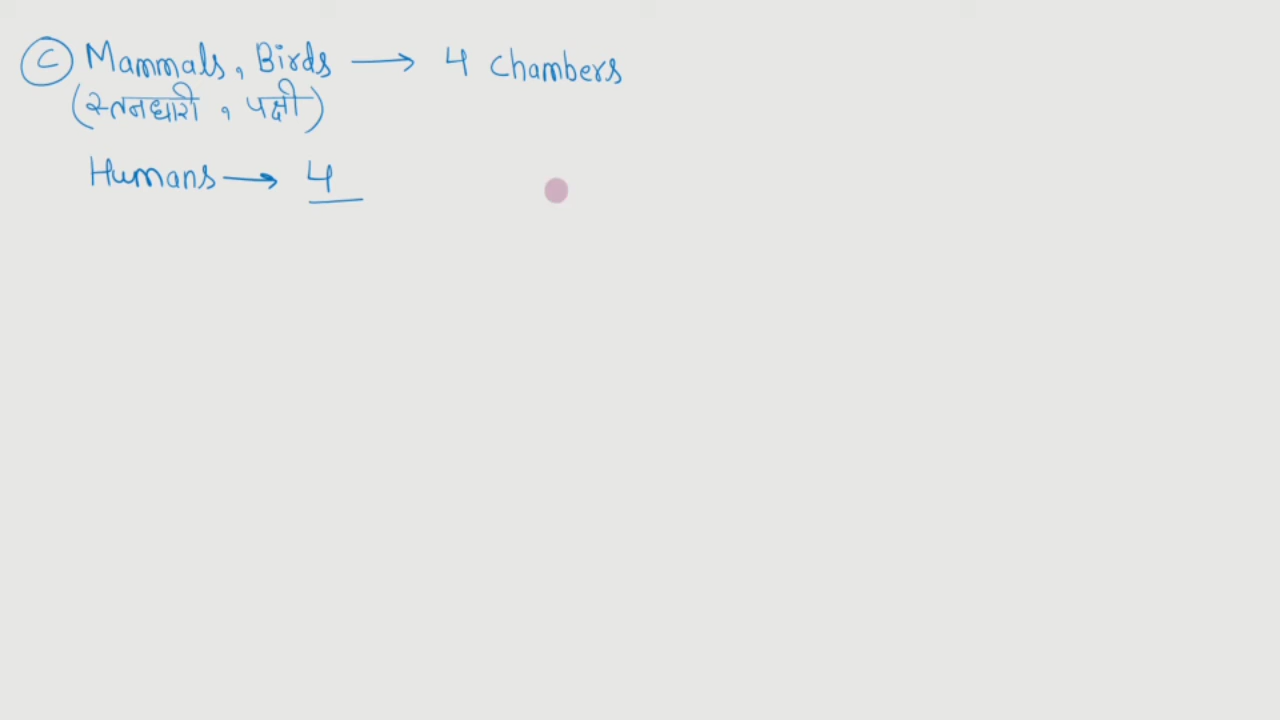 C Mammals, Birds → 4 Chambers
(स्तनधारी, पक्षी)
Humans → 4